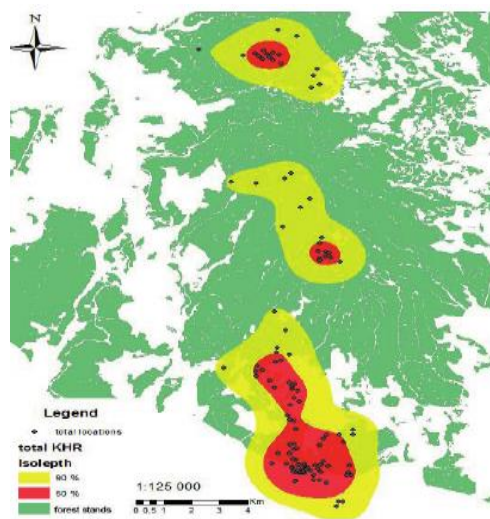 N
Legend
total locations
total KHR
Isolepth
90 %
50 %
forest stands
1:125 000
0 0.5 1 2 3 4
Km